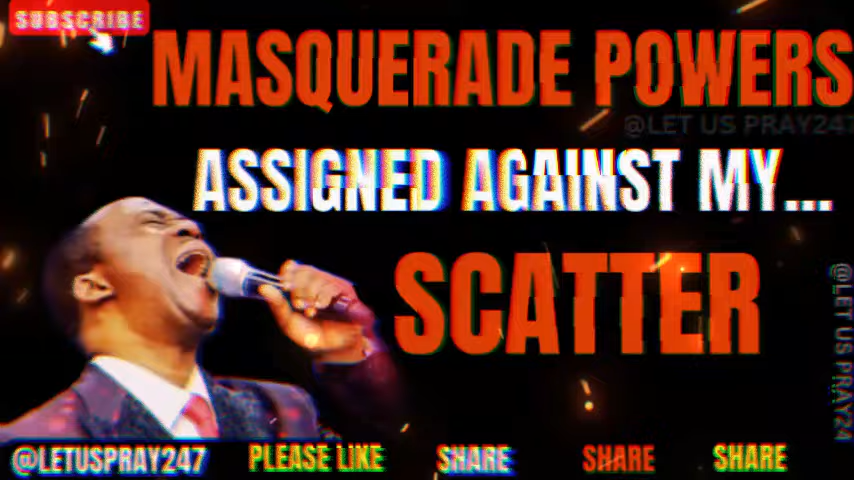 SUBSCRIBE
MASQUERADE POWERS
@LET US PRAY247
ASSIGNED AGAINST MY...
SCATTER
@LET US PRAY24
@LETUSPRAY247 PLEASE LIKE SHARE SHARE SHARE